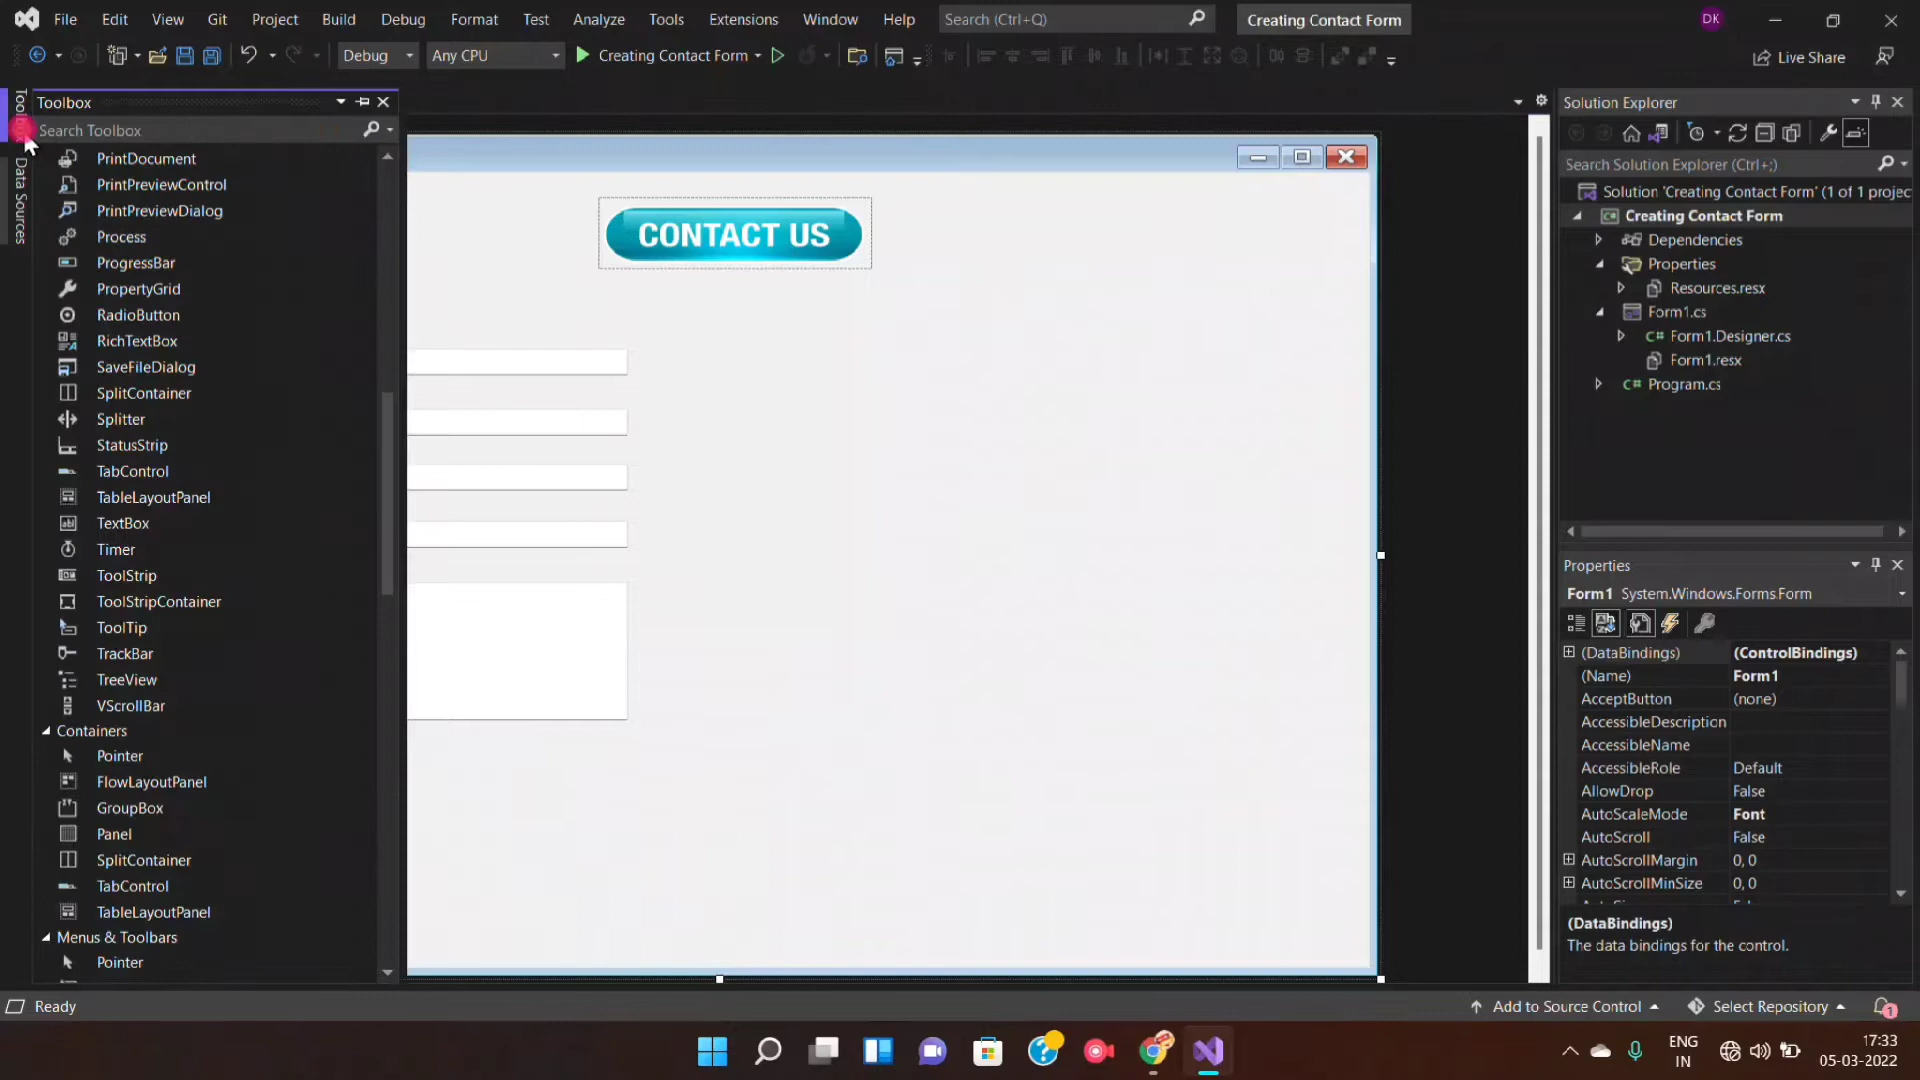 File Edit View Git Project Build Debug Format Test Analyze Tools Extensions Window Help Search (Ctrl+Q) Creating Contact Form DK
Debug Any CPU Creating Contact Form Live Share
Toolbox
Data Sources
Toolbox
Search Toolbox
PrintDocument
PrintPreviewControl
PrintPreviewDialog
Process
ProgressBar
PropertyGrid
RadioButton
RichTextBox
SaveFileDialog
SplitContainer
Splitter
StatusStrip
TabControl
TableLayoutPanel
TextBox
Timer
ToolStrip
ToolStripContainer
ToolTip
TrackBar
TreeView
VScrollBar
Containers
Pointer
FlowLayoutPanel
GroupBox
Panel
SplitContainer
TabControl
TableLayoutPanel
Menus & Toolbars
Pointer
CONTACT US
Solution Explorer
Search Solution Explorer (Ctrl+;)
Solution 'Creating Contact Form' (1 of 1 projec
Creating Contact Form
Dependencies
Properties
Resources.resx
Form1.cs
C# Form1.Designer.cs
Form1.resx
C# Program.cs
Properties
Form1 System.Windows.Forms.Form
(DataBindings) (ControlBindings)
(Name) Form1
AcceptButton (none)
AccessibleDescription
AccessibleName
AccessibleRole Default
AllowDrop False
AutoScaleMode Font
AutoScroll False
AutoScrollMargin 0, 0
AutoScrollMinSize 0, 0
(DataBindings)
The data bindings for the control.
Ready Add to Source Control Select Repository 1
ENG
IN
17:33
05-03-2022